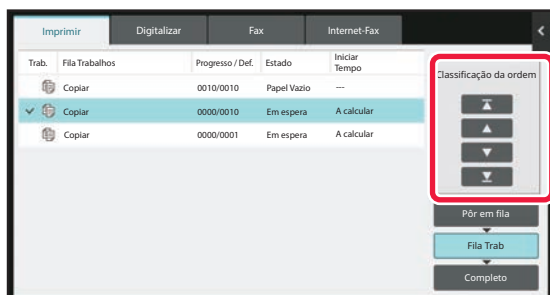 Imprimir Digitalizar Fax Internet-Fax
Trab. Fila Trabalhos Progresso / Def. Estado Iniciar Tempo
Copiar 0010/0010 Papel Vazio ---
Copiar 0000/0010 Em espera A calcular
Copiar 0000/0001 Em espera A calcular
Classificação da ordem
Pôr em fila
Fila Trab
Completo